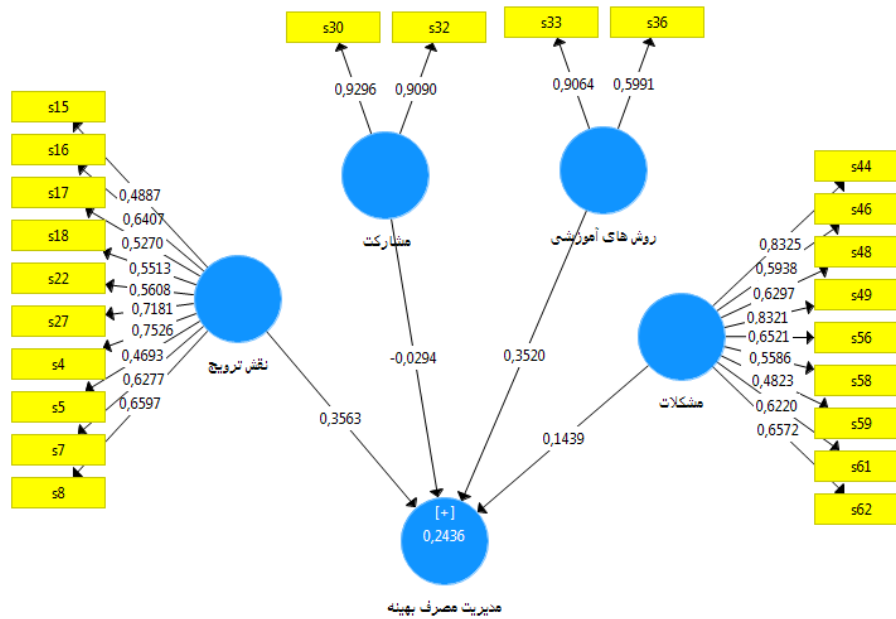 s30
s32
s33
s36
0,9296
0,9090
0,9064
0,5991
s15
s16
s17
s18
s22
s27
s4
s5
s7
s8
0,4887
0,6407
0,5270
0,5513
0,5608
0,7181
0,7526
0,4693
0,6277
0,6597
مشارکت
روش های آموزشی
نقش ترویج
مشکلات
s44
s46
s48
s49
s56
s58
s59
s61
s62
0,8325
0,5938
0,6297
0,8321
0,6521
0,5586
0,4823
0,6220
0,6572
-0,0294
0,3520
0,3563
0,1439
[+]
0,2436
مدیریت مصرف بهینه